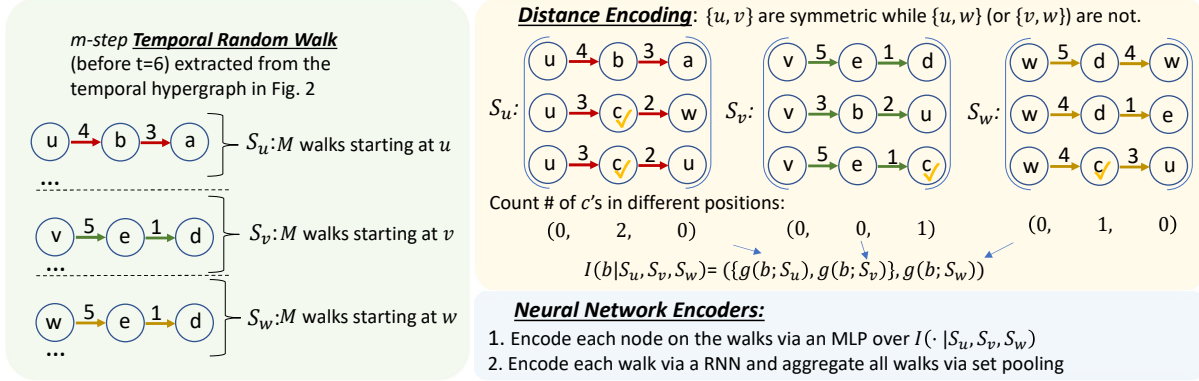 m-step Temporal Random Walk
(before t=6) extracted from the
temporal hypergraph in Fig. 2
u 4 b 3 a
S_u: M walks starting at u
...
v 5 e 1 d
S_v: M walks starting at v
...
w 5 e 1 d
S_w: M walks starting at w
...
Distance Encoding: {u, v} are symmetric while {u, w} (or {v, w}) are not.
S_u:
u 4 b 3 a
u 3 c 2 w
u 3 c 2 u
S_v:
v 5 e 1 d
v 3 b 2 u
v 5 e 1 c
S_w:
w 5 d 4 w
w 4 d 1 e
w 4 c 3 u
Count # of c's in different positions:
(0, 2, 0) (0, 0, 1) (0, 1, 0)
I(b|S_u, S_v, S_w)= ({g(b; S_u), g(b; S_v)}, g(b; S_w))
Neural Network Encoders:
1. Encode each node on the walks via an MLP over I(· |S_u, S_v, S_w)
2. Encode each walk via a RNN and aggregate all walks via set pooling